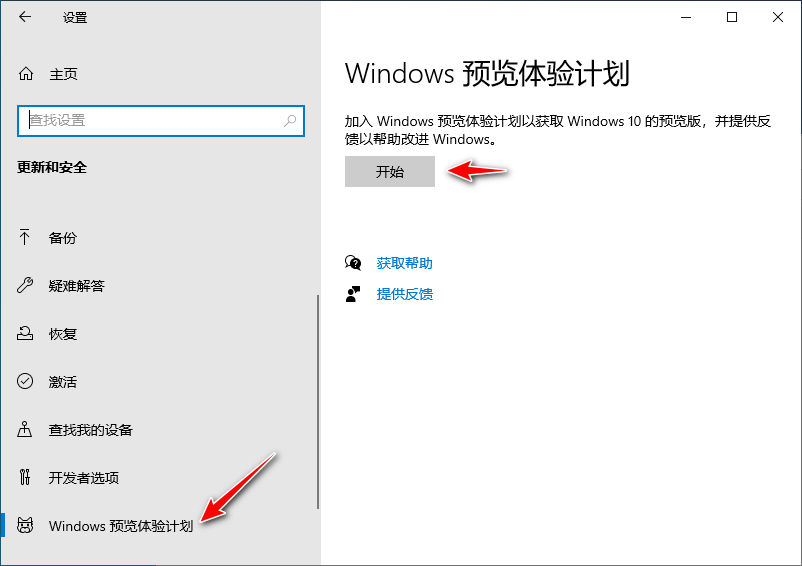 设置
主页
查找设置
更新和安全
备份
疑难解答
恢复
激活
查找我的设备
开发者选项
Windows 预览体验计划
Windows 预览体验计划
加入 Windows 预览体验计划以获取 Windows 10 的预览版，并提供反
馈以帮助改进 Windows。
开始
获取帮助
提供反馈